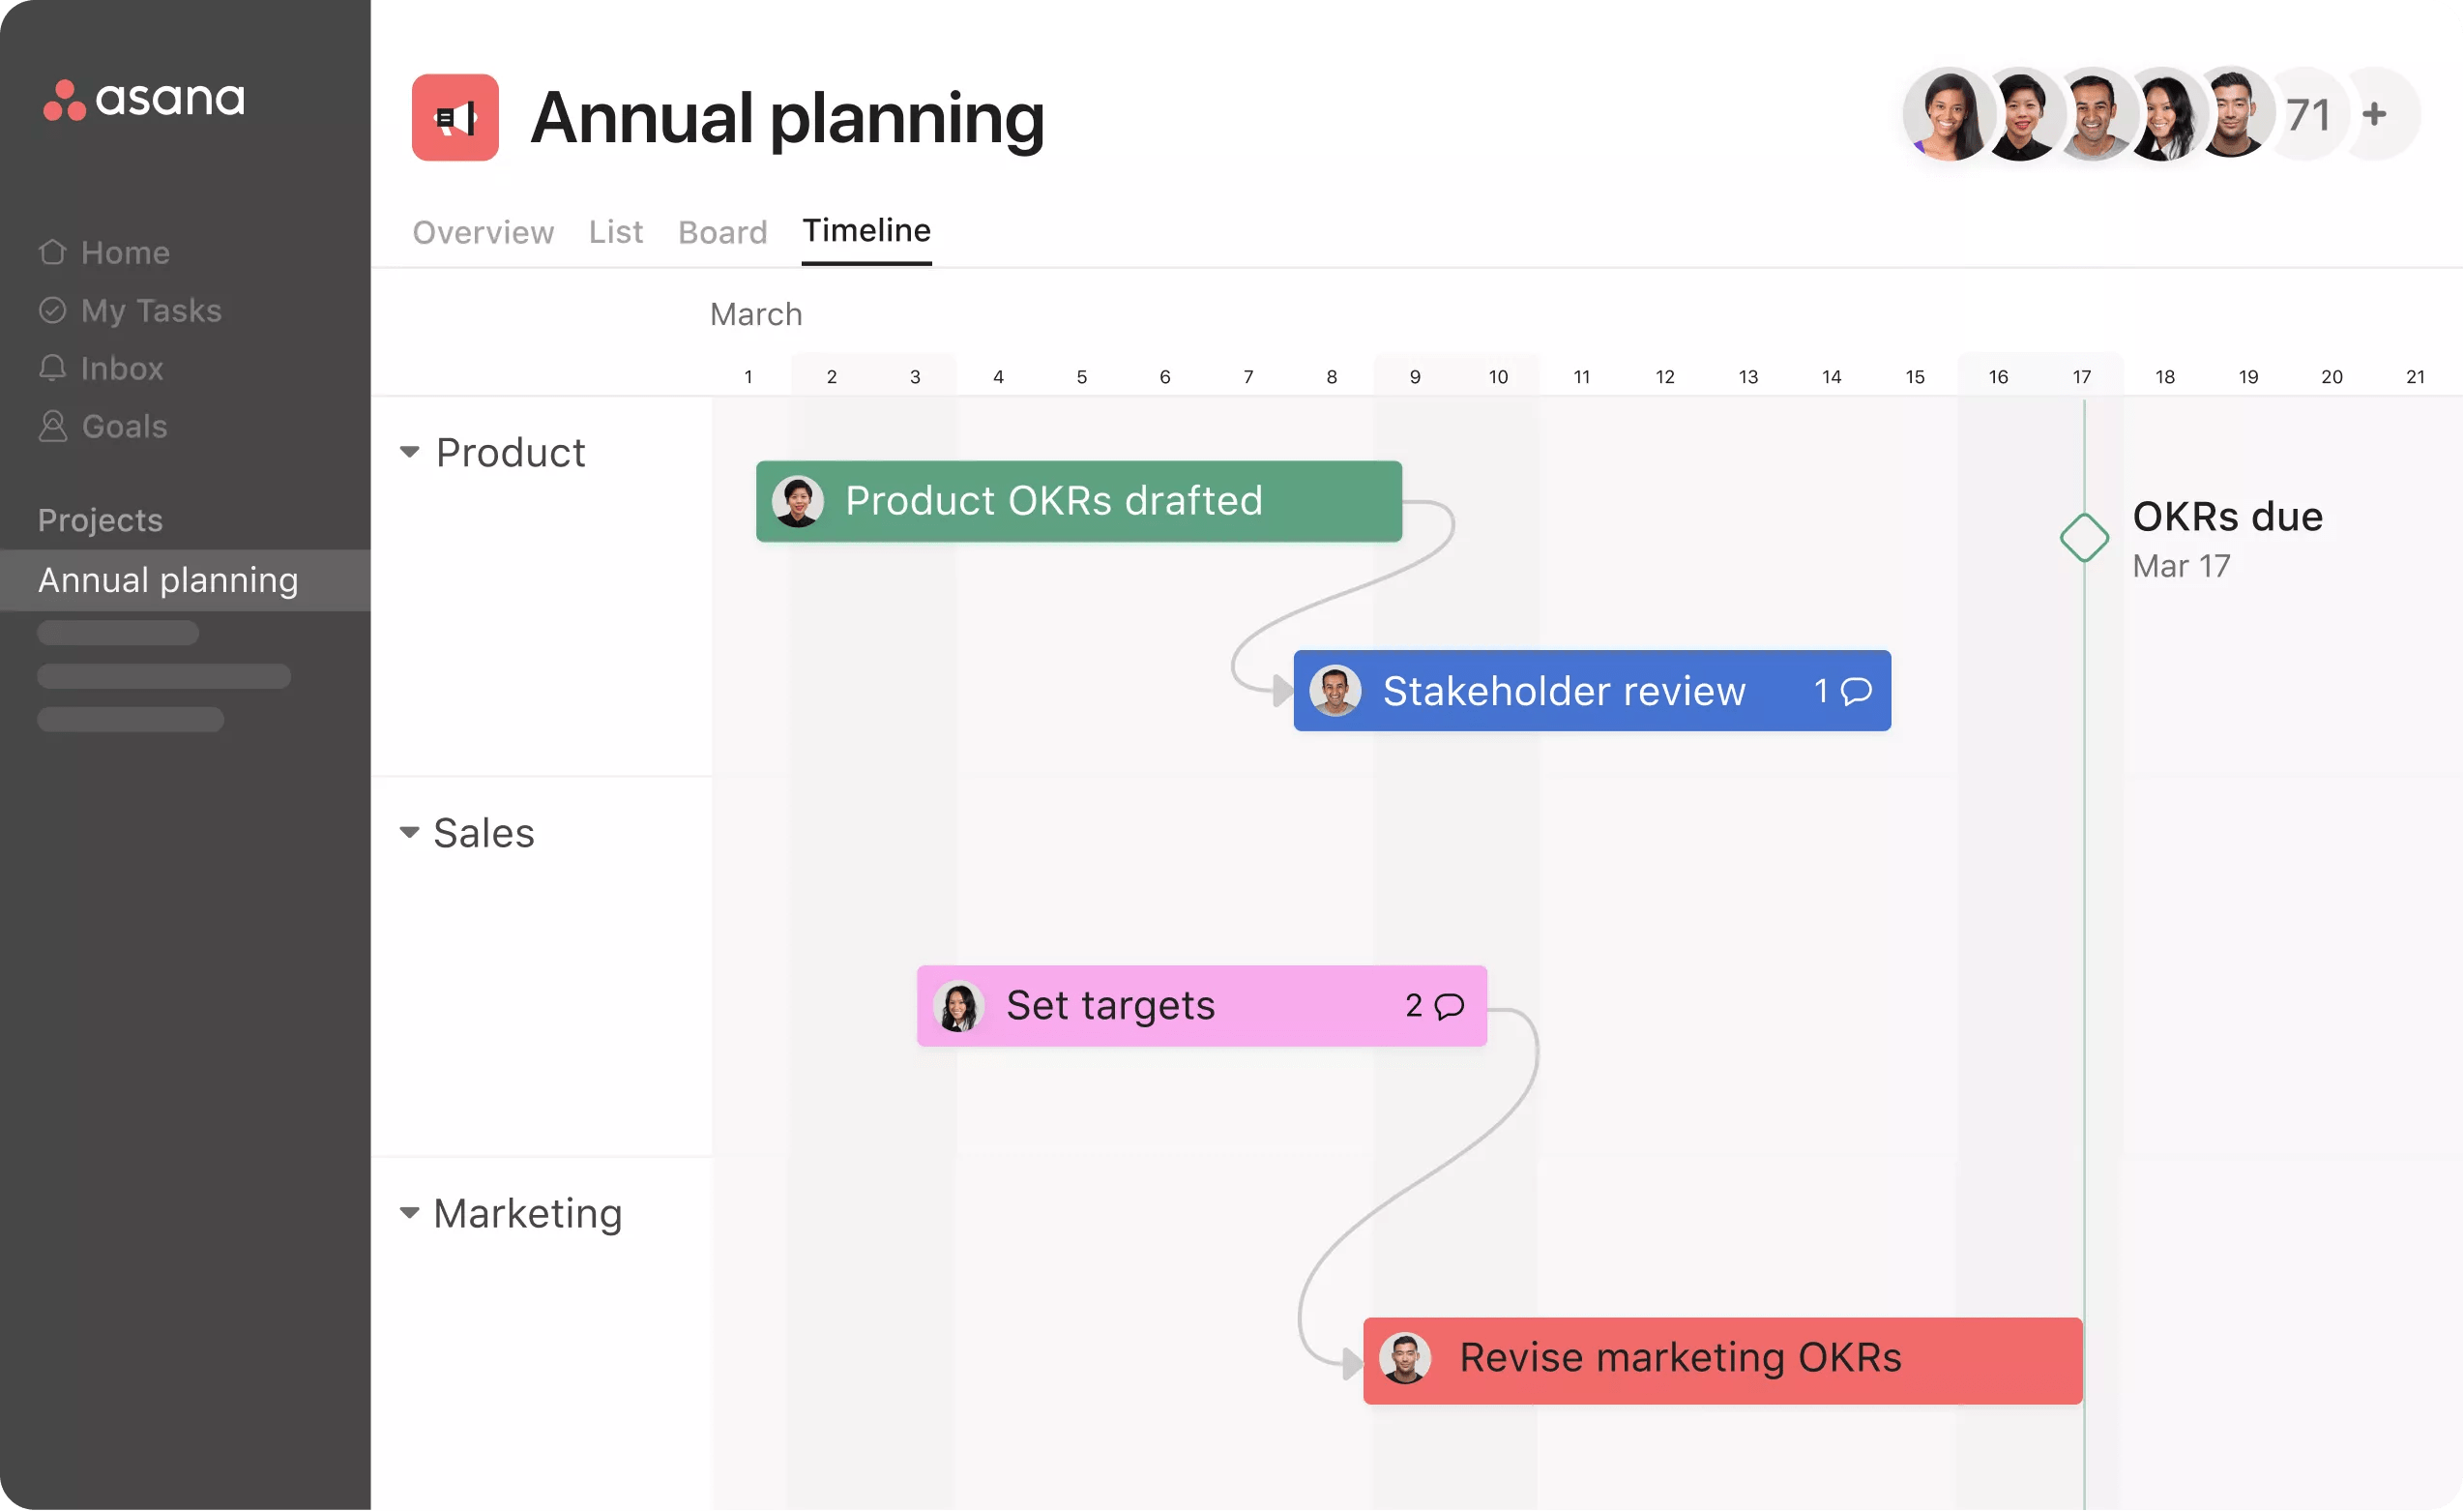 asana
Home
My Tasks
Inbox
Goals
Projects
Annual planning
Annual planning
71 +
Overview List Board Timeline
March
1 2 3 4 5 6 7 8 9 10 11 12 13 14 15 16 17 18 19 20 21
Product
Product OKRs drafted
OKRs due
Mar 17
Stakeholder review 1
Sales
Set targets 2
Marketing
Revise marketing OKRs